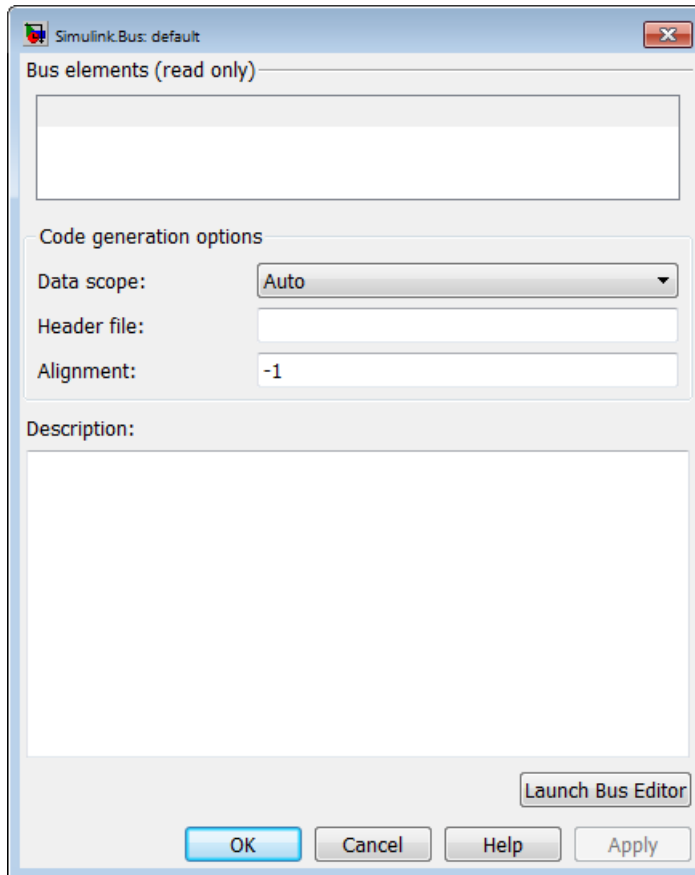 Simulink.Bus: default
Bus elements (read only)
Code generation options
Data scope: Auto
Header file:
Alignment: -1
Description:
Launch Bus Editor
OK Cancel Help Apply